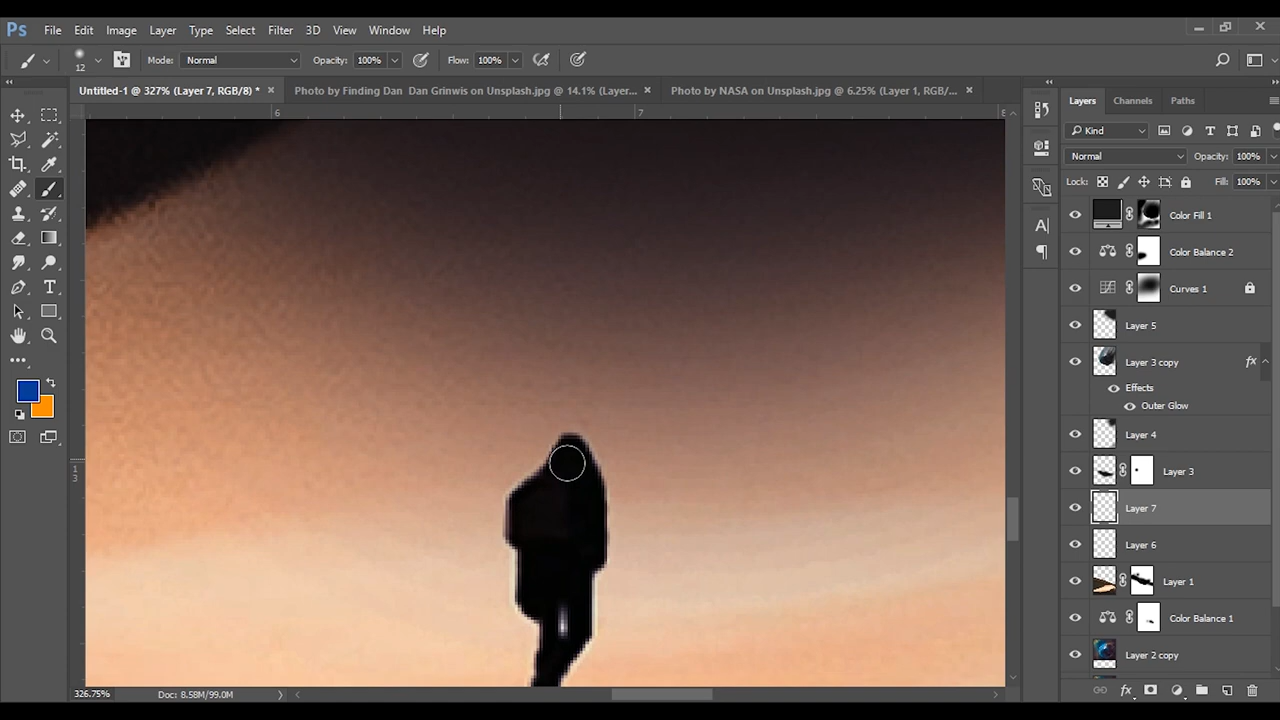 Ps File Edit Image Layer Type Select Filter 3D View Window Help
12 Mode: Normal Opacity: 100% Flow: 100%
Untitled-1 @ 327% (Layer 7, RGB/8) * Photo by Finding Dan Dan Grinwis on Unsplash.jpg @ 14.1% (Layer... Photo by NASA on Unsplash.jpg @ 6.25% (Layer 1, RGB/...
6 7 8
1
3
Layers Channels Paths
Kind
Normal Opacity: 100%
Lock: Fill: 100%
Color Fill 1
Color Balance 2
Curves 1
Layer 5
Layer 3 copy fx
Effects
Outer Glow
Layer 4
Layer 3
Layer 7
Layer 6
Layer 1
Color Balance 1
Layer 2 copy
326.75% Doc: 8.58M/99.0M
fx